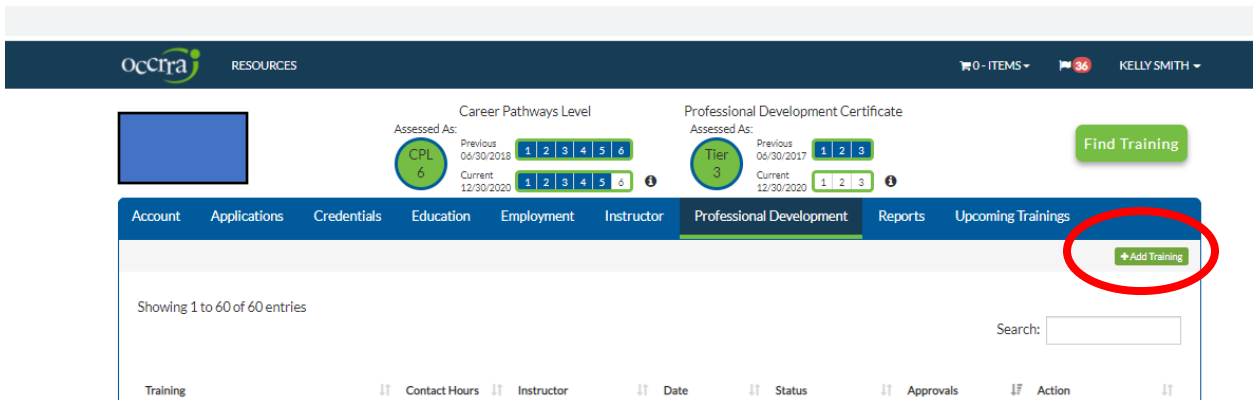 occrra RESOURCES 0 - ITEMS 36 KELLY SMITH
Career Pathways Level Professional Development Certificate
Assessed As: Assessed As:
CPL 6 Previous 06/30/2018 1 2 3 4 5 6 Tier 3 Previous 06/30/2017 1 2 3 Find Training
Current 12/30/2020 1 2 3 4 5 6 Current 12/30/2020 1 2 3
Account Applications Credentials Education Employment Instructor Professional Development Reports Upcoming Trainings
+Add Training
Showing 1 to 60 of 60 entries
Search:
Training Contact Hours Instructor Date Status Approvals Action